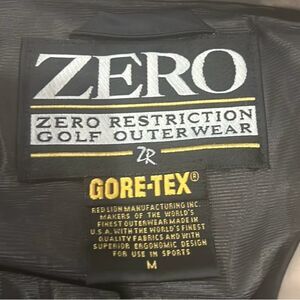 ZERO
ZERO RESTRICTION
GOLF OUTERWEAR
ZR
GORE-TEX®
RED LION MANUFACTURING INC.
MAKERS OF THE WORLD'S
FINEST OUTERWEAR MADE IN
U.S.A. WITH THE WORLD'S FINEST
QUALITY FABRICS AND WITH
SUPERIOR ERGONOMIC DESIGN
FOR USE IN SPORTS
M